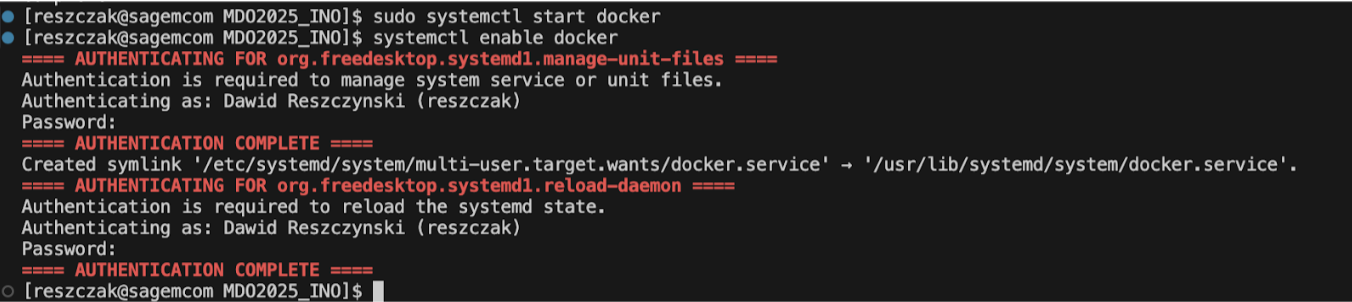 [reszczak@sagemcom MDO2025_INO]$ sudo systemctl start docker
[reszczak@sagemcom MDO2025_INO]$ systemctl enable docker
==== AUTHENTICATING FOR org.freedesktop.systemd1.manage-unit-files ====
Authentication is required to manage system service or unit files.
Authenticating as: Dawid Reszczynski (reszczak)
Password:
==== AUTHENTICATION COMPLETE ====
Created symlink '/etc/systemd/system/multi-user.target.wants/docker.service' → '/usr/lib/systemd/system/docker.service'.
==== AUTHENTICATING FOR org.freedesktop.systemd1.reload-daemon ====
Authentication is required to reload the systemd state.
Authenticating as: Dawid Reszczynski (reszczak)
Password:
==== AUTHENTICATION COMPLETE ====
[reszczak@sagemcom MDO2025_INO]$